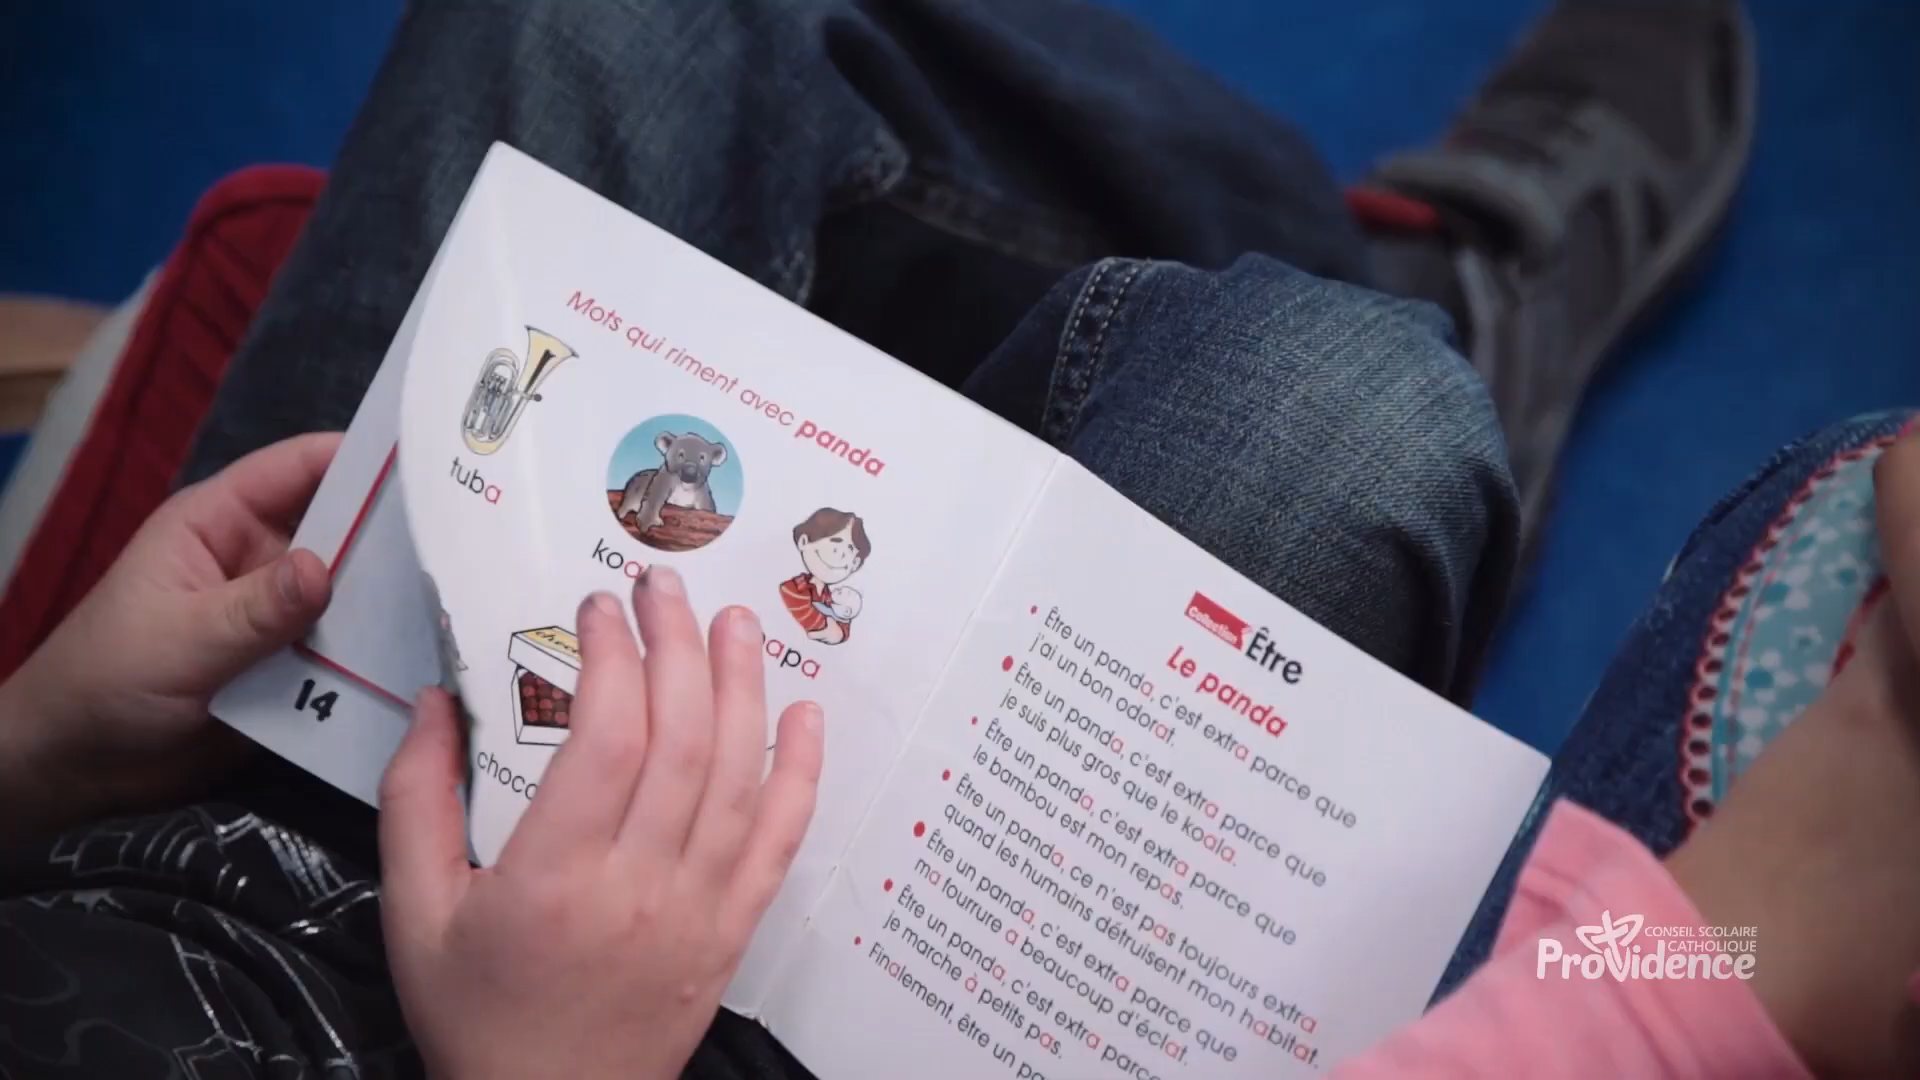 Mots qui riment avec panda
tuba
papa
14
collection
Être
Le panda
• Être un panda, c'est extra parce que
j'ai un bon odorat.
• Être un panda, c'est extra parce que
je suis plus gros que le koala.
• Être un panda, c'est extra parce que
le bambou est mon repas.
• Être un panda, ce n'est pas toujours extra
quand les humains détruisent mon habitat.
• Être un panda, c'est extra parce que
ma fourrure a beaucoup d'éclat.
• Être un panda, c'est extra parce
je marche à petits pas.
• Finalement, être un pa
CONSEIL SCOLAIRE
CATHOLIQUE
Providence